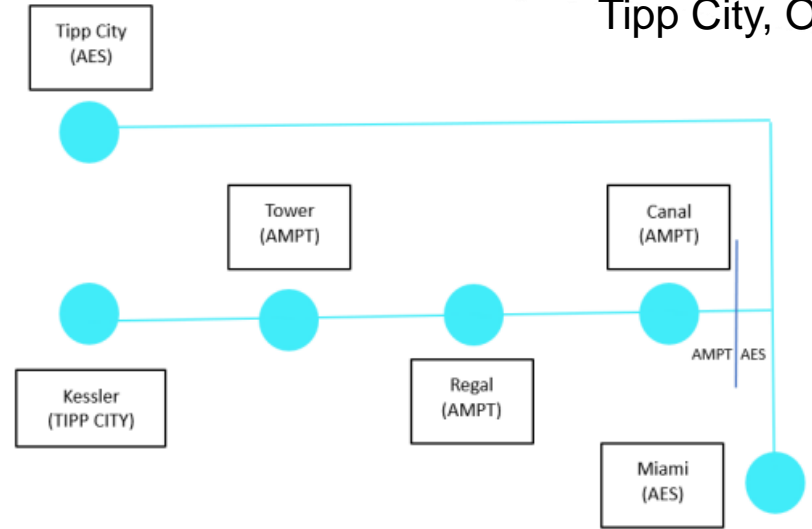 Tipp City, O
Tipp City
(AES)
Tower
(AMPT)
Canal
(AMPT)
AMPT AES
Kessler
(TIPP CITY)
Regal
(AMPT)
Miami
(AES)